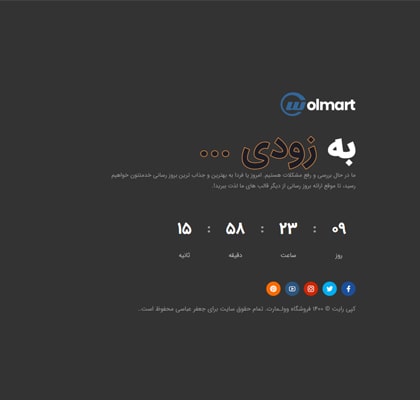 wolmart
به زودی ...
ما در حال بررسی و رفع مشکلات هستیم. امروز یا فردا به بهترین و جذاب ترین بروز رسانی خدمتتون خواهیم
رسید، تا موقع ارائه بروز رسانی از دیگر قالب های ما لذت ببرید!.
۰۹ : ۲۳ : ۵۸ : ۱۵
روز ساعت دقیقه ثانیه
کپی رایت © ۱۴۰۰ فروشگاه وولمارت. تمام حقوق سایت برای جعفر عباسی محفوظ است.